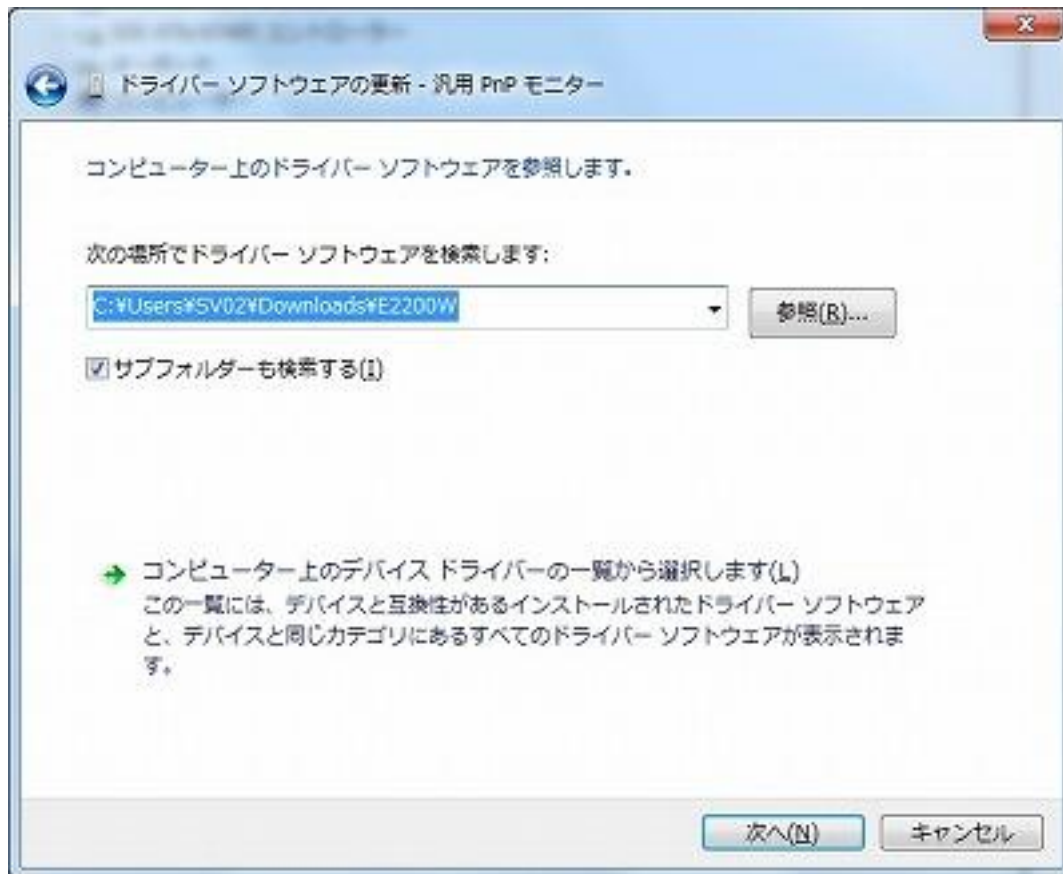 ドライバー ソフトウェアの更新 - 汎用 PnP モニター
コンピューター上のドライバー ソフトウェアを参照します。
次の場所でドライバー ソフトウェアを検索します:
C:¥Users¥SV02¥Downloads¥E2200W
参照(R)...
サブフォルダーも検索する(I)
コンピューター上のデバイス ドライバーの一覧から選択します(L)
この一覧には、デバイスと互換性があるインストールされたドライバー ソフトウェア
と、デバイスと同じカテゴリにあるすべてのドライバー ソフトウェアが表示されま
す。
次へ(N)
キャンセル